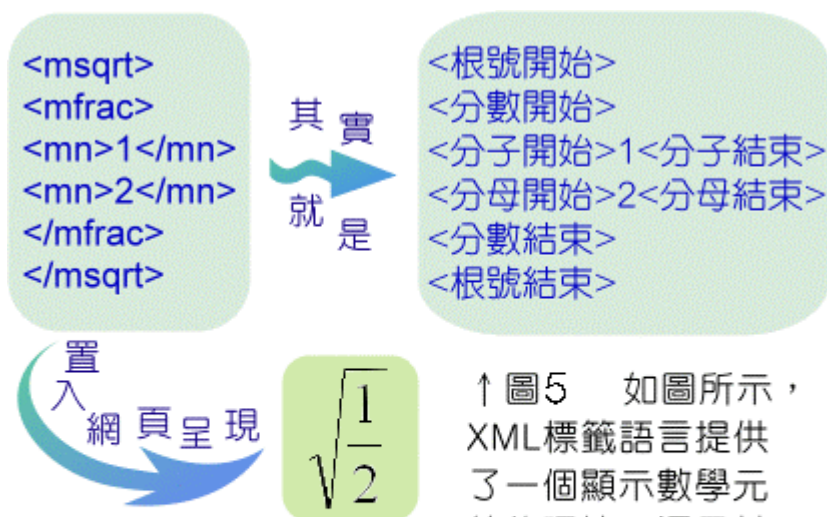 <msqrt>
<mfrac>
<mn>1</mn>
<mn>2</mn>
</mfrac>
</msqrt>
其實
就是
<根號開始>
<分數開始>
<分子開始>1<分子結束>
<分母開始>2<分母結束>
<分數結束>
<根號結束>
置入網頁呈現
√1/2
↑圖5 如圖所示，
XML標籤語言提供
了一個顯示數學元